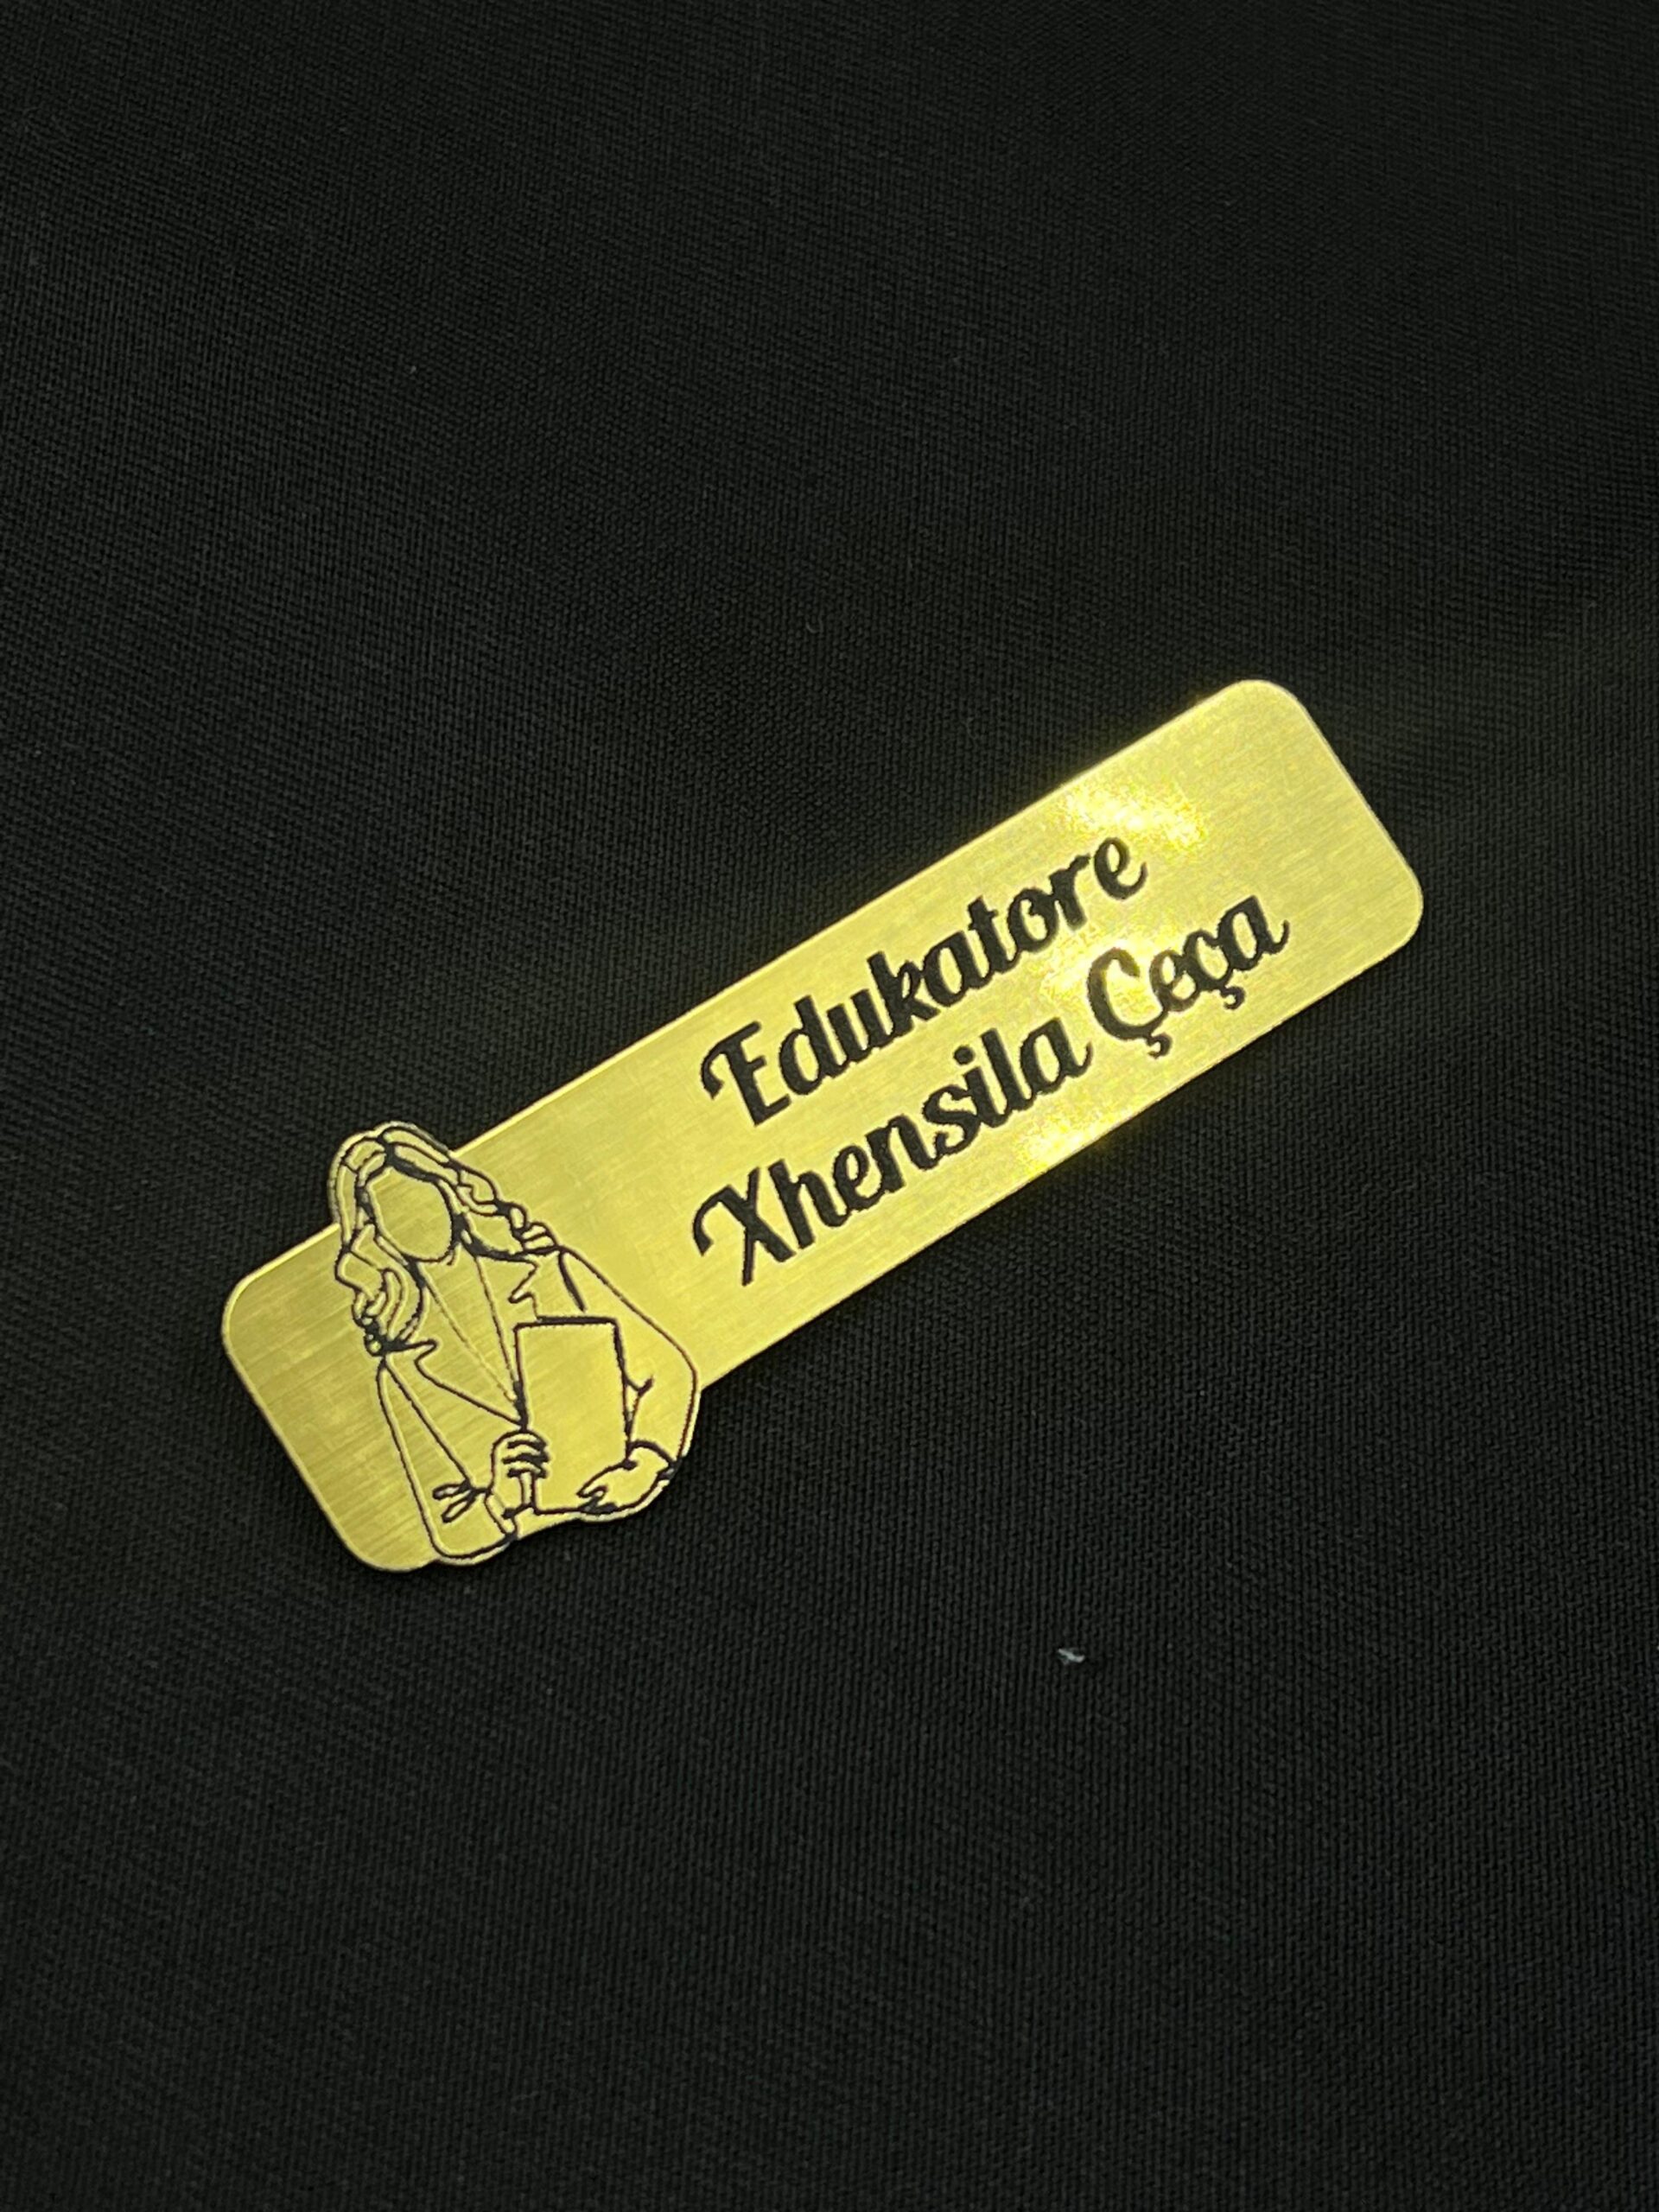 Edukatore
Xhensila Çeça